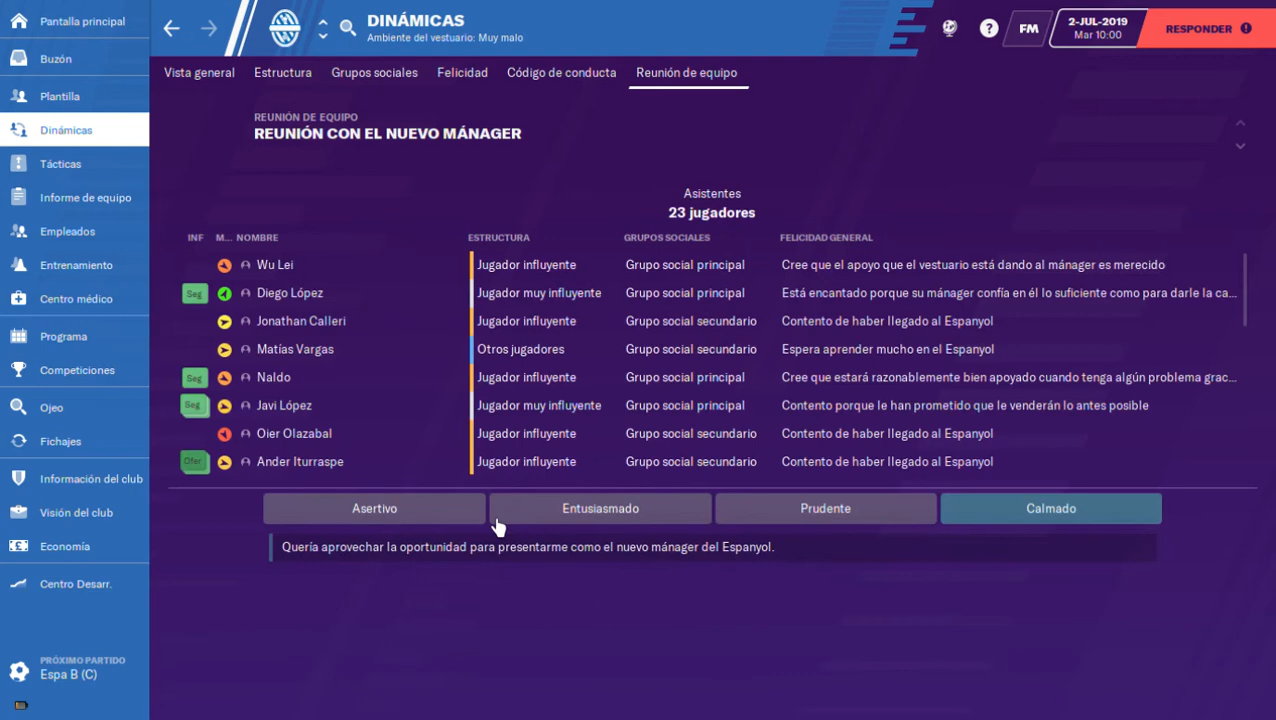 Pantalla principal
Buzón
Plantilla
Dinámicas
Tácticas
Informe de equipo
Empleados
Entrenamiento
Centro médico
Programa
Competiciones
Ojeo
Fichajes
Información del club
Visión del club
Economía
Centro Desarr.
PRÓXIMO PARTIDO
Espa B (C)
DINÁMICAS
Ambiente del vestuario: Muy malo
? FM 2-JUL-2019 RESPONDER !
Mar 10:00
Vista general Estructura Grupos sociales Felicidad Código de conducta Reunión de equipo
REUNIÓN DE EQUIPO
REUNIÓN CON EL NUEVO MÁNAGER
Asistentes
23 jugadores
INF M... NOMBRE ESTRUCTURA GRUPOS SOCIALES FELICIDAD GENERAL
Wu Lei Jugador influyente Grupo social principal Cree que el apoyo que el vestuario está dando al mánager es merecido
Seg Diego López Jugador muy influyente Grupo social principal Está encantado porque su mánager confía en él lo suficiente como para darle la ca...
Jonathan Calleri Jugador influyente Grupo social secundario Contento de haber llegado al Espanyol
Matías Vargas Otros jugadores Grupo social secundario Espera aprender mucho en el Espanyol
Seg Naldo Jugador influyente Grupo social secundario Cree que estará razonablemente bien apoyado cuando tenga algún problema grac...
Seg Javi López Jugador muy influyente Grupo social principal Contento porque le han prometido que le venderán lo antes posible
Oier Olazabal Jugador influyente Grupo social secundario Contento de haber llegado al Espanyol
Ofer Ander Iturraspe Jugador influyente Grupo social secundario Contento de haber llegado al Espanyol
Asertivo Entusiasmado Prudente Calmado
Quería aprovechar la oportunidad para presentarme como el nuevo mánager del Espanyol.